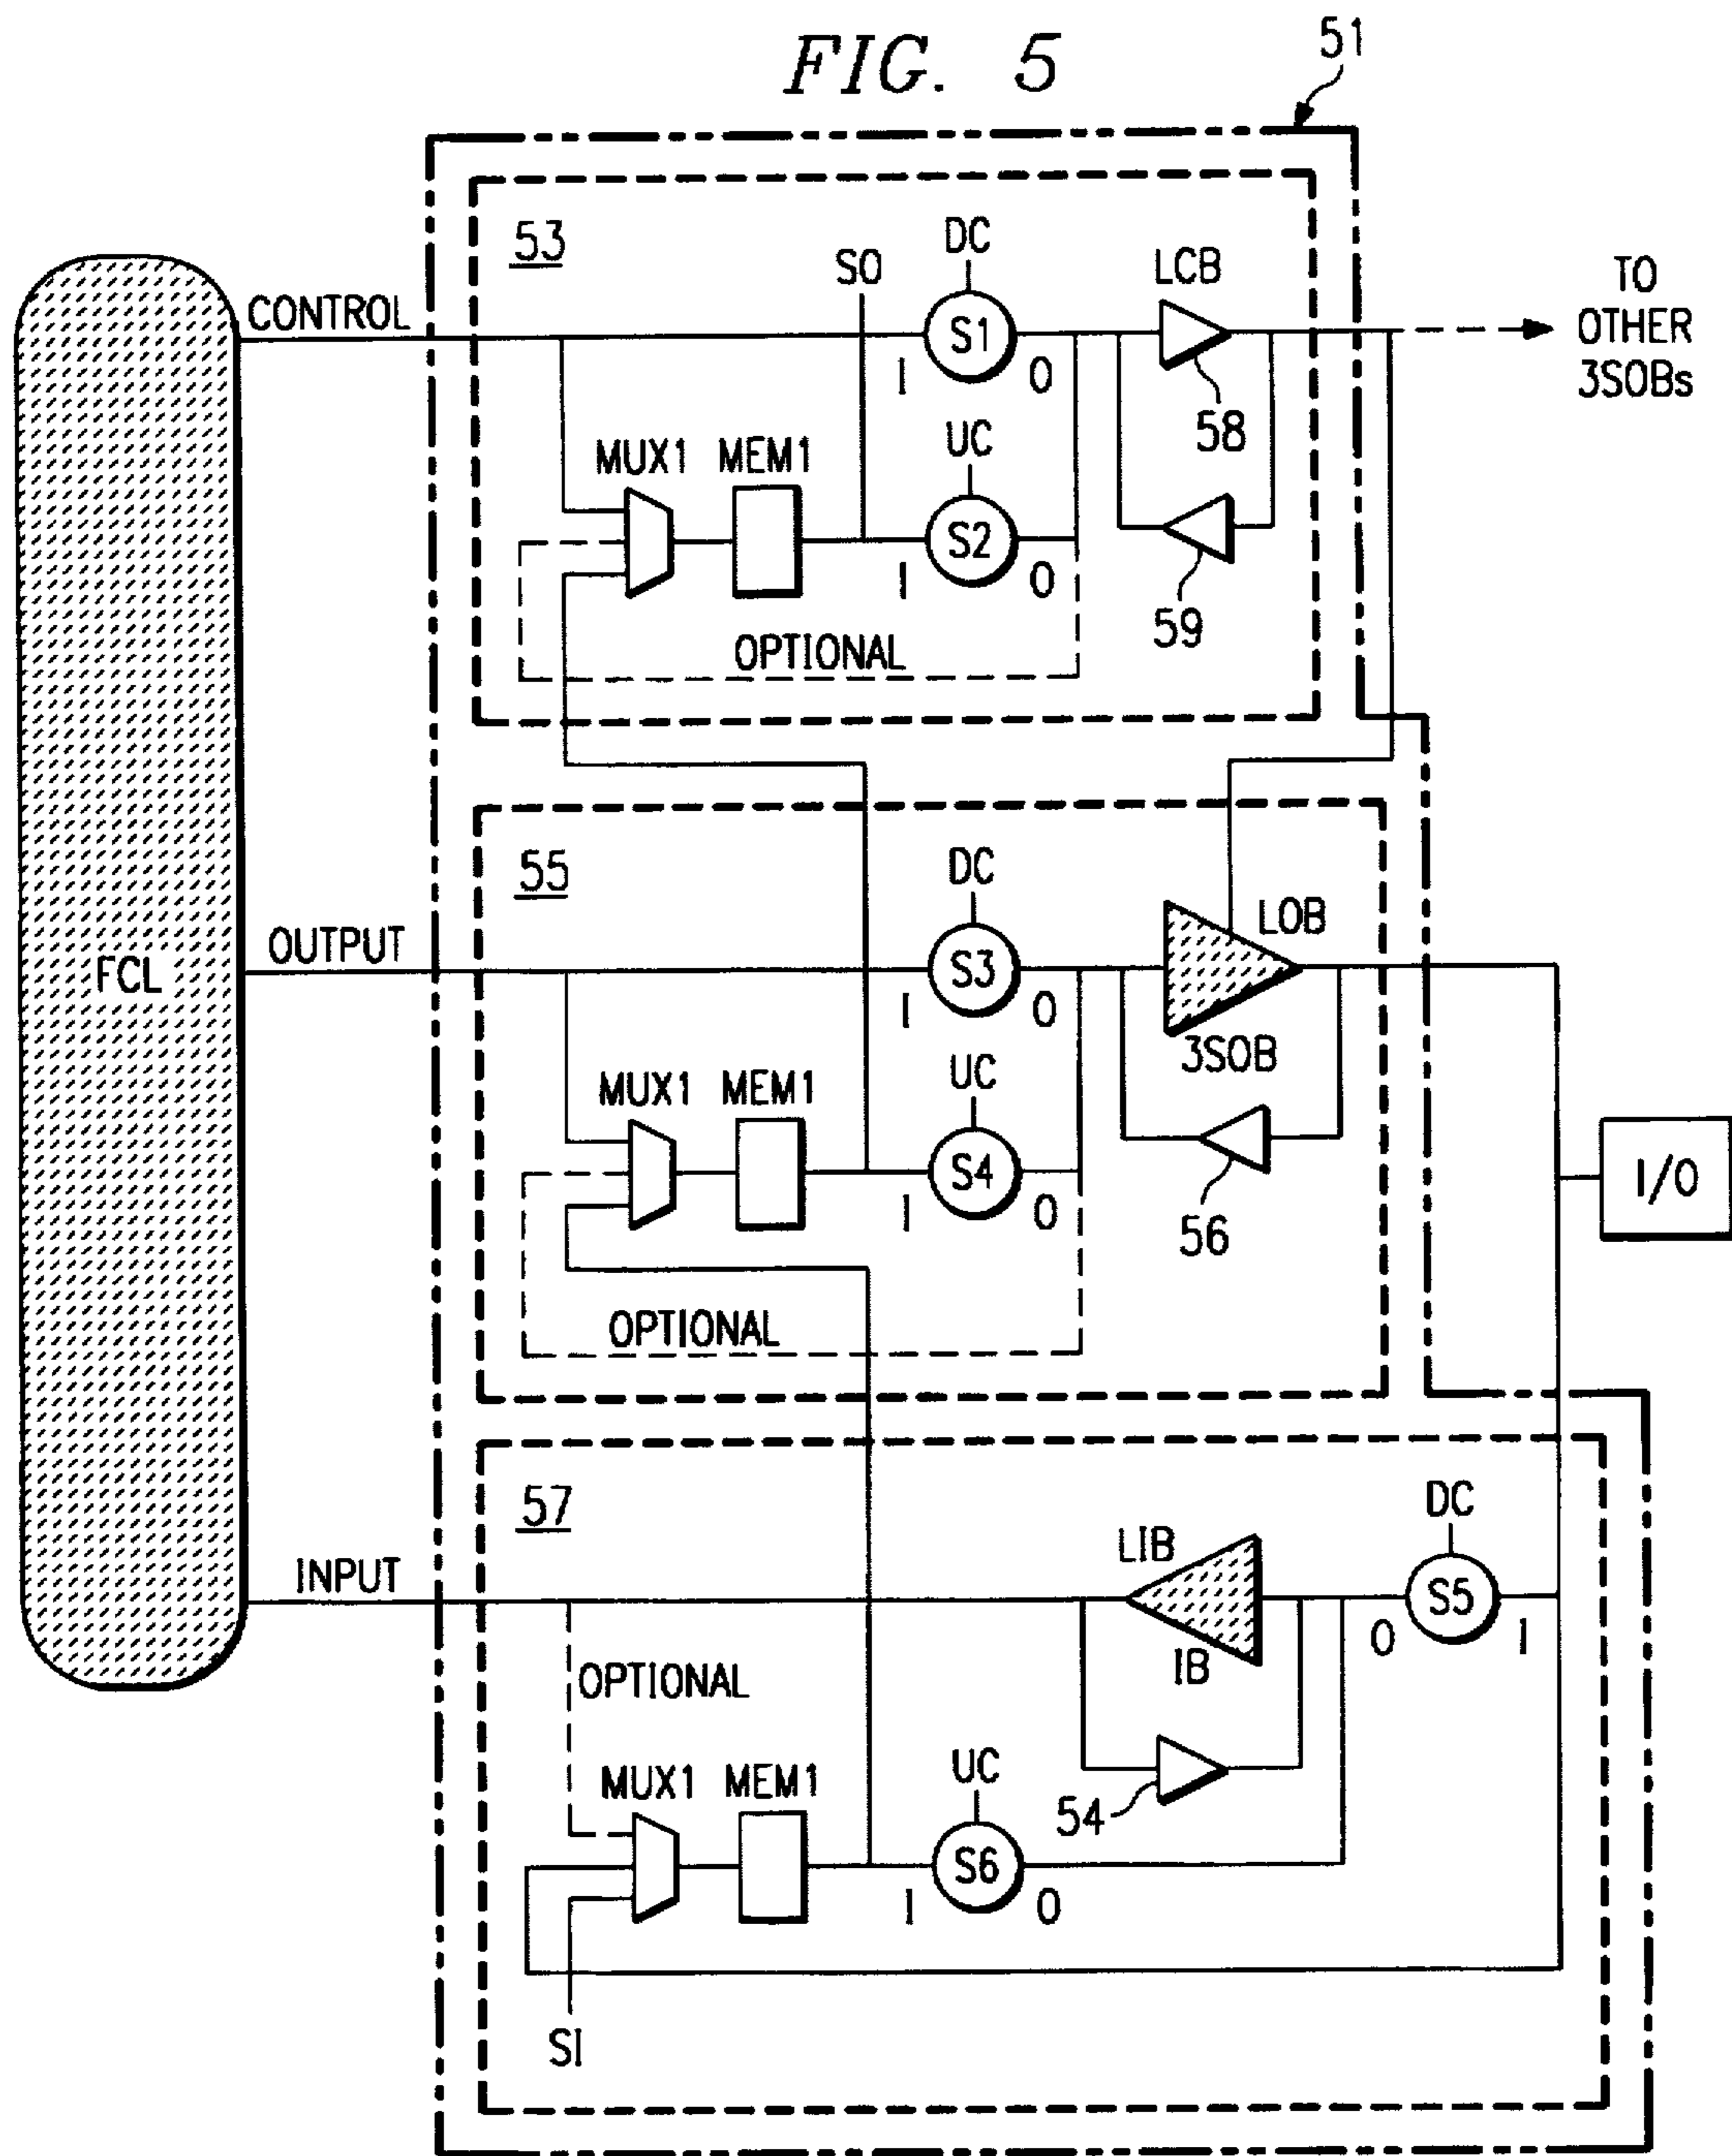 FIG. 5
51
53
CONTROL
SO
DC
S1
1
0
LCB
58
TO
OTHER
3SOBs
MUX1
MEM1
UC
S2
1
0
59
OPTIONAL
FCL
55
OUTPUT
DC
S3
1
0
LOB
3SOB
MUX1
MEM1
UC
S4
1
0
56
I/O
OPTIONAL
57
INPUT
LIB
IB
DC
S5
0
1
OPTIONAL
MUX1
MEM1
UC
S6
1
0
54
SI